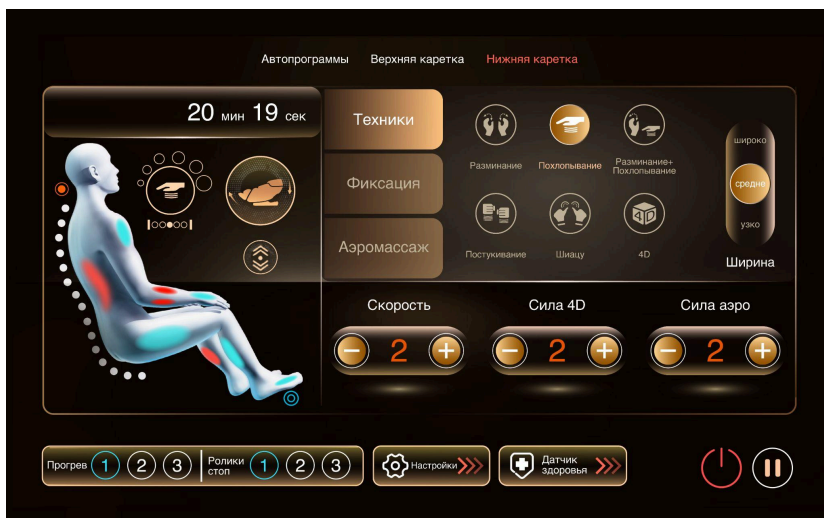 Автопрограммы Верхняя каретка Нижняя каретка
20 мин 19 сек
Техники
Фиксация
Аэромассаж
Разминание Похлопывание Разминание+
Похлопывание
Постукивание Шиацу 4D
4D
широко
средне
узко
Ширина
Скорость Сила 4D Сила аэро
− 2 + − 2 + − 2 +
Прогрев 1 2 3 Ролики
стоп 1 2 3
Настройки
Датчик
здоровья